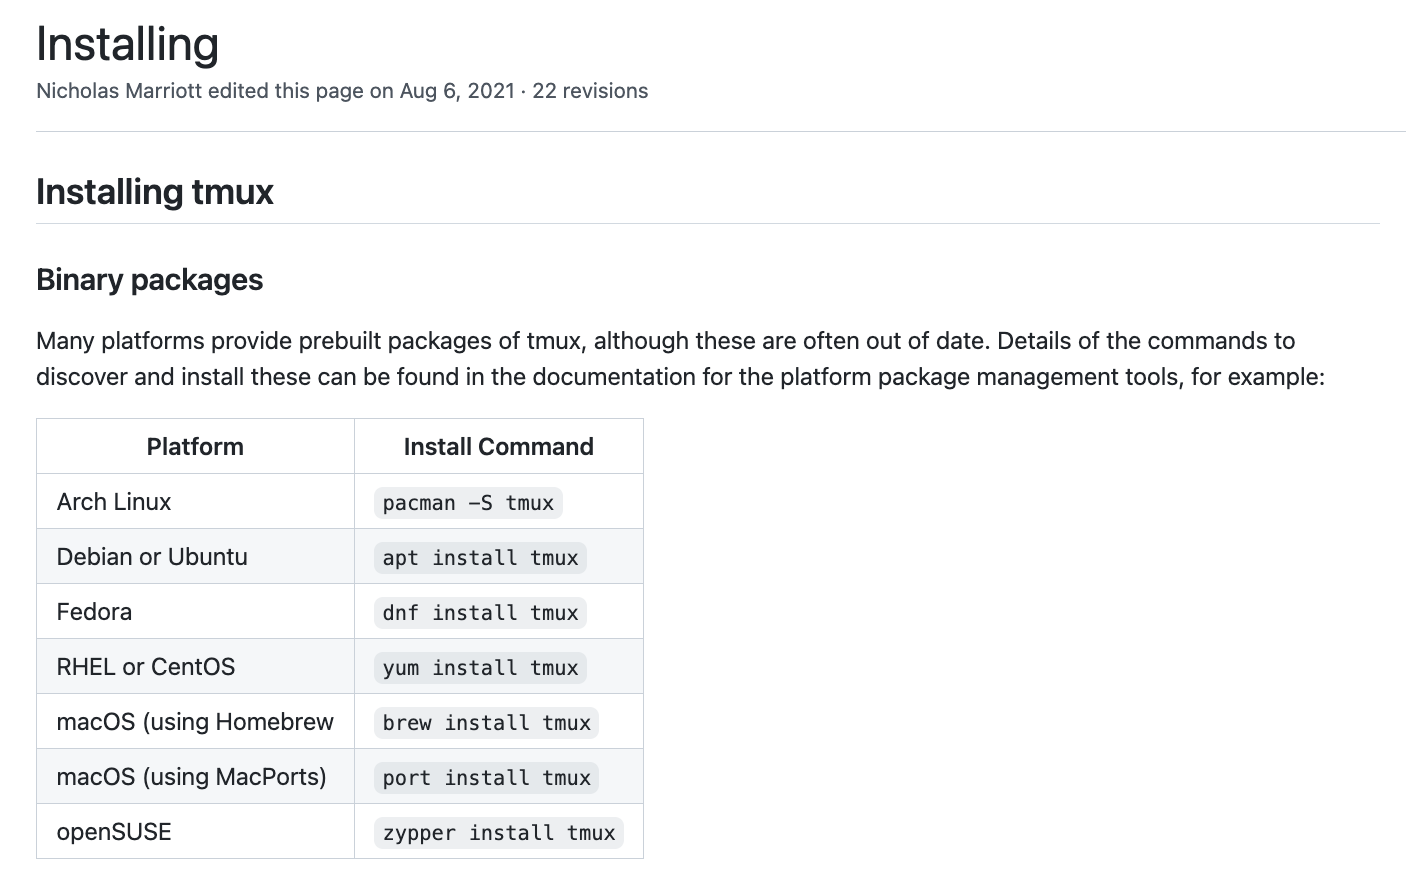 Installing
Nicholas Marriott edited this page on Aug 6, 2021 · 22 revisions
Installing tmux
Binary packages
Many platforms provide prebuilt packages of tmux, although these are often out of date. Details of the commands to
discover and install these can be found in the documentation for the platform package management tools, for example:
Platform Install Command
Arch Linux pacman -S tmux
Debian or Ubuntu apt install tmux
Fedora dnf install tmux
RHEL or CentOS yum install tmux
macOS (using Homebrew brew install tmux
macOS (using MacPorts) port install tmux
openSUSE zypper install tmux